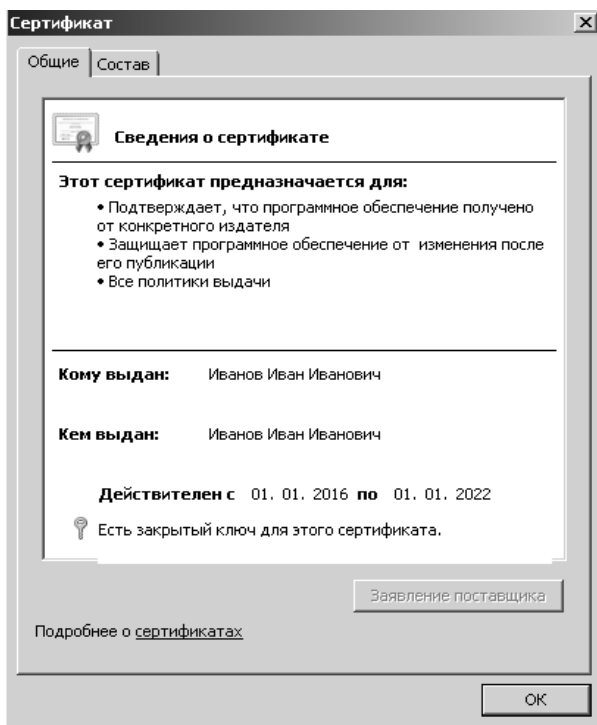 Сертификат
Общие
Состав
Сведения о сертификате
Этот сертификат предназначается для:
• Подтверждает, что программное обеспечение получено
от конкретного издателя
• Защищает программное обеспечение от изменения после
его публикации
• Все политики выдачи
Кому выдан: Иванов Иван Иванович
Кем выдан: Иванов Иван Иванович
Действителен с 01. 01. 2016 по 01. 01. 2022
Есть закрытый ключ для этого сертификата.
Заявление поставщика
Подробнее о сертификатах
ОК